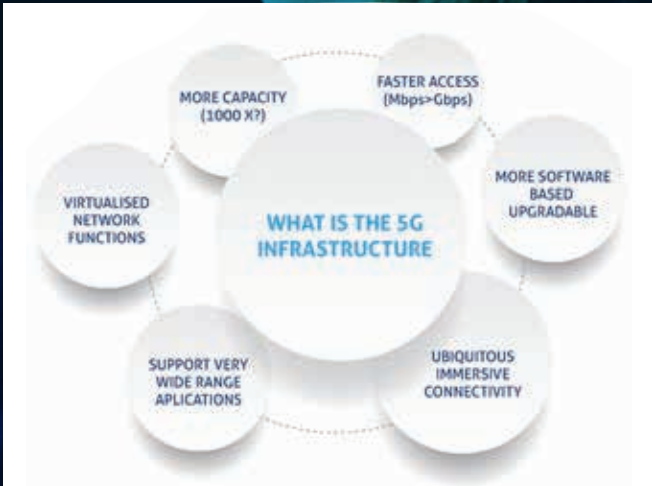 MORE CAPACITY
(1000 X?)
FASTER ACCESS
(Mbps>Gbps)
MORE SOFTWARE
BASED
UPGRADABLE
VIRTUALISED
NETWORK
FUNCTIONS
WHAT IS THE 5G
INFRASTRUCTURE
SUPPORT VERY
WIDE RANGE
APLICATIONS
UBIQUITOUS
IMMERSIVE
CONNECTIVITY